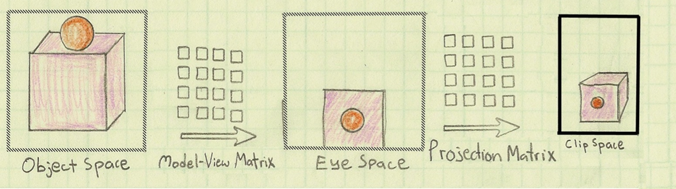 Object Space
Model-View Matrix
Eye Space
Projection Matrix
Clip Space